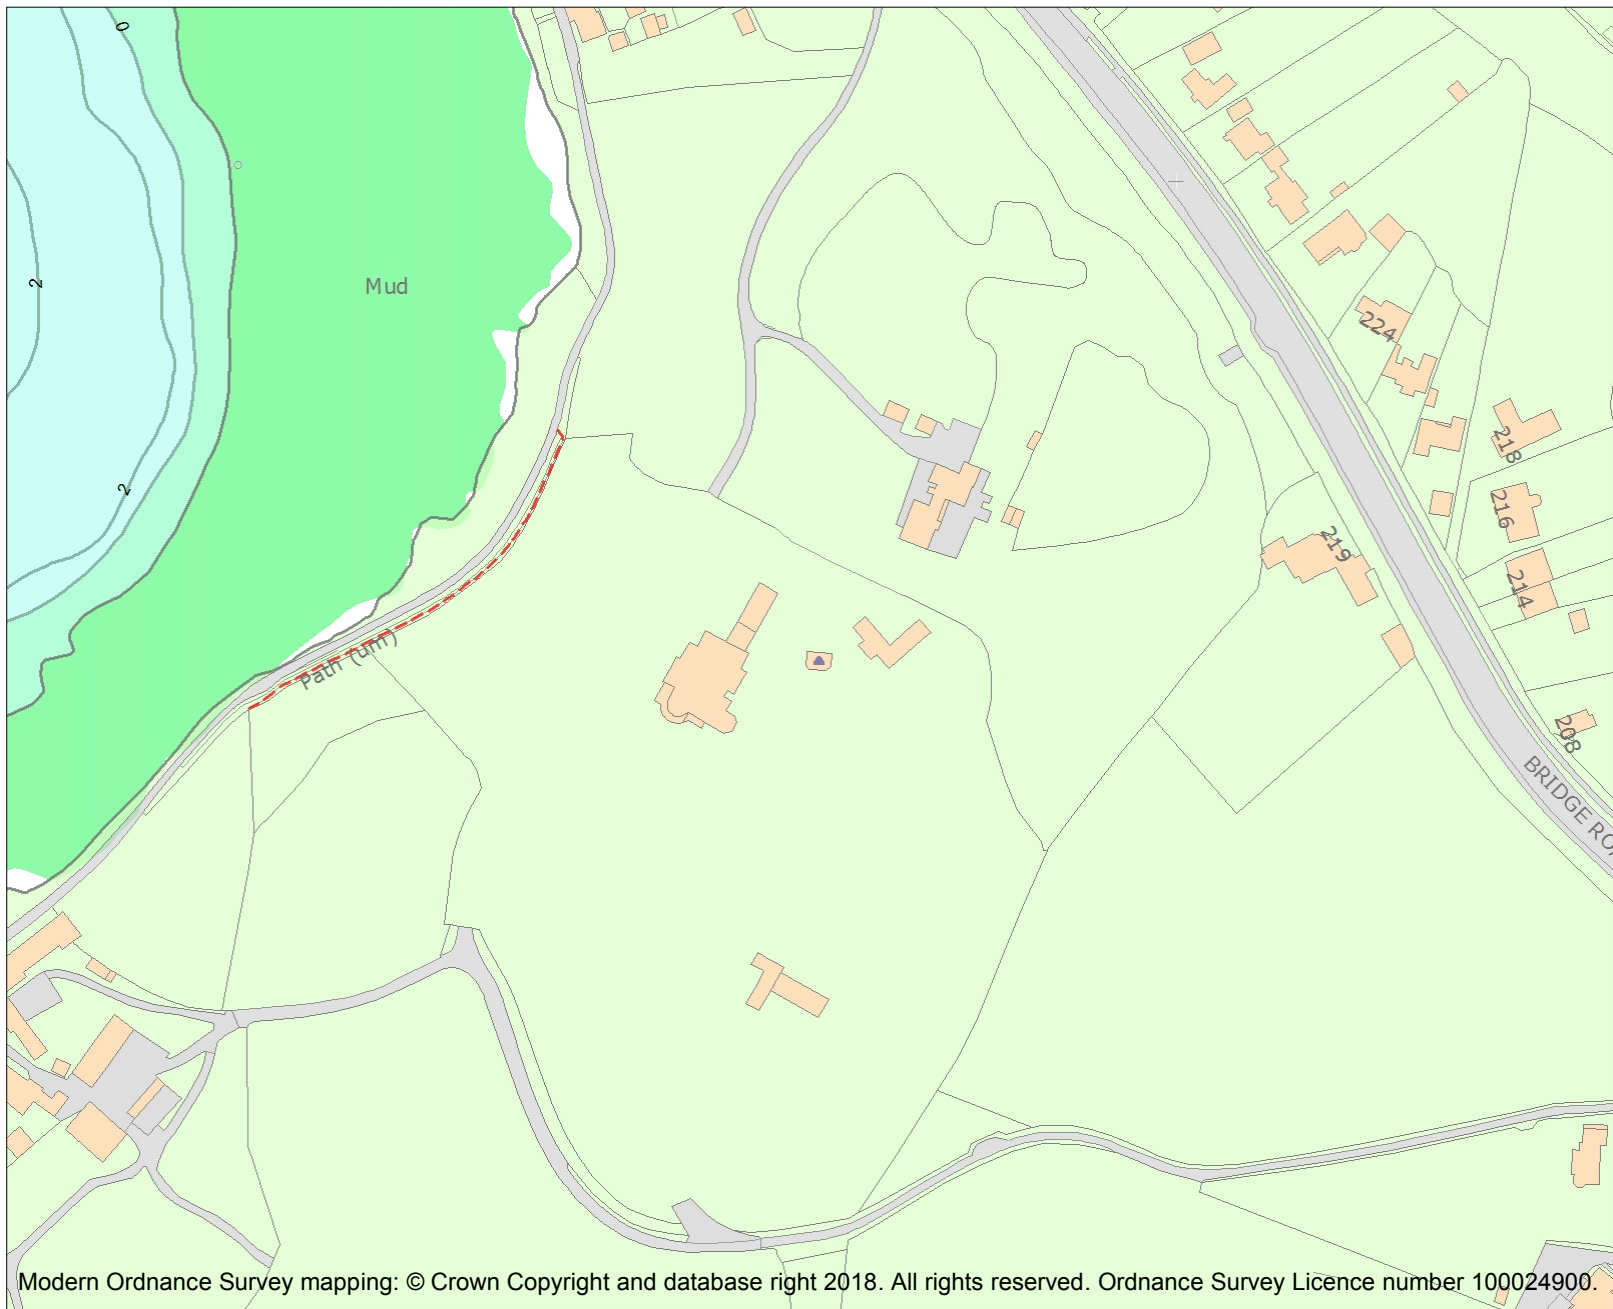 0
Mud
2
224
218
2
216
219
214
Path (um)
208
BRIDGE RO
Modern Ordnance Survey mapping: © Crown Copyright and database right 2018. All rights reserved. Ordnance Survey Licence number 100024900.